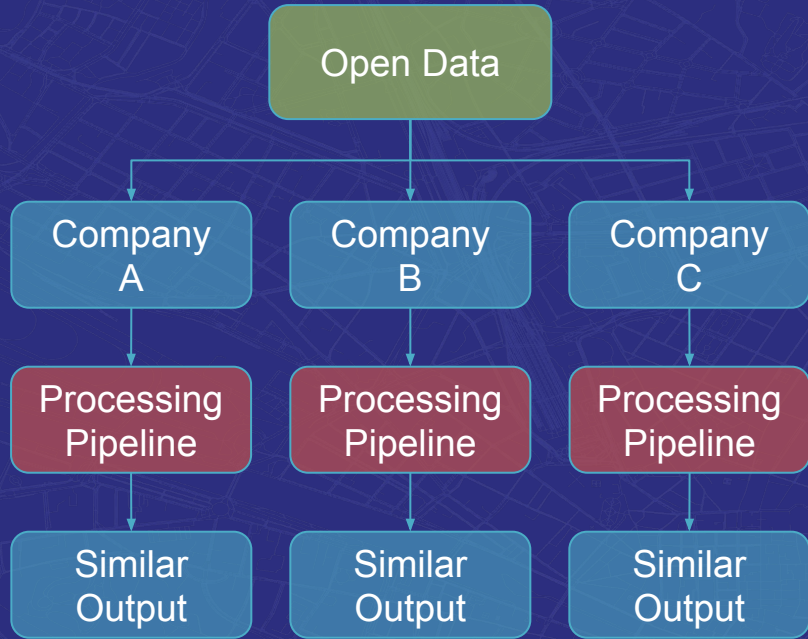 Open Data
Company
A
Company
B
Company
C
Processing
Pipeline
Processing
Pipeline
Processing
Pipeline
Similar
Output
Similar
Output
Similar
Output